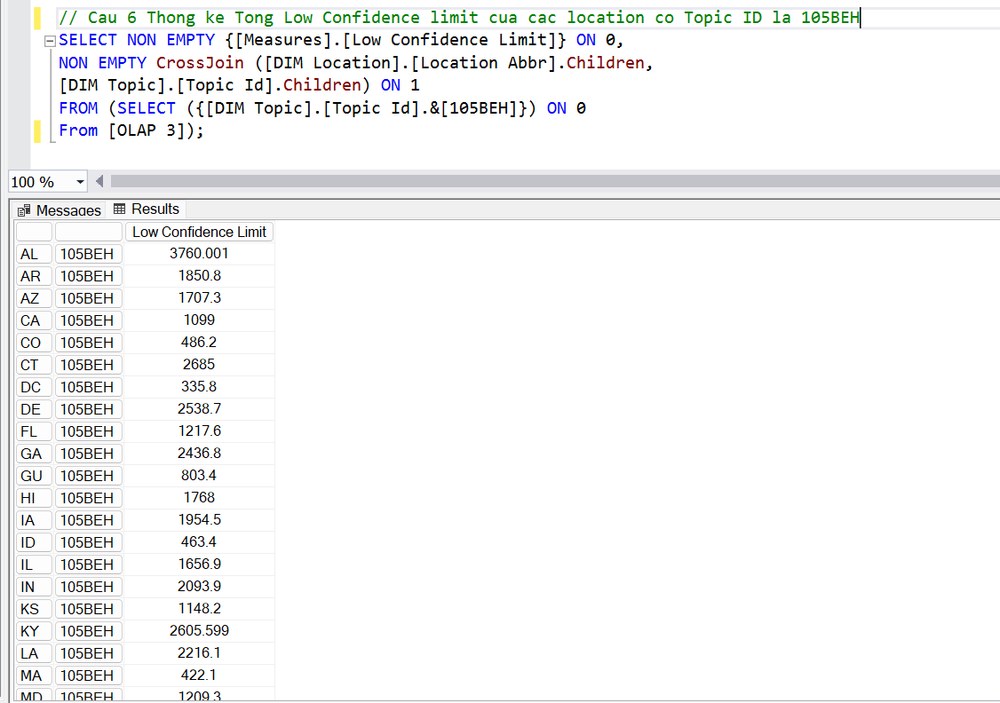 // Cau 6 Thong ke Tong Low Confidence limit cua cac location co Topic ID la 105BEH
SELECT NON EMPTY {[Measures].[Low Confidence Limit]} ON 0,
NON EMPTY CrossJoin ([DIM Location].[Location Abbr].Children,
[DIM Topic].[Topic Id].Children) ON 1
FROM (SELECT ({[DIM Topic].[Topic Id].&[105BEH]}) ON 0
From [OLAP 3]);
100 %
Messages Results
Low Confidence Limit
AL 105BEH 3760.001
AR 105BEH 1850.8
AZ 105BEH 1707.3
CA 105BEH 1099
CO 105BEH 486.2
CT 105BEH 2685
DC 105BEH 335.8
DE 105BEH 2538.7
FL 105BEH 1217.6
GA 105BEH 2436.8
GU 105BEH 803.4
HI 105BEH 1768
IA 105BEH 1954.5
ID 105BEH 463.4
IL 105BEH 1656.9
IN 105BEH 2093.9
KS 105BEH 1148.2
KY 105BEH 2605.599
LA 105BEH 2216.1
MA 105BEH 422.1
MD 105BEH 1209.3